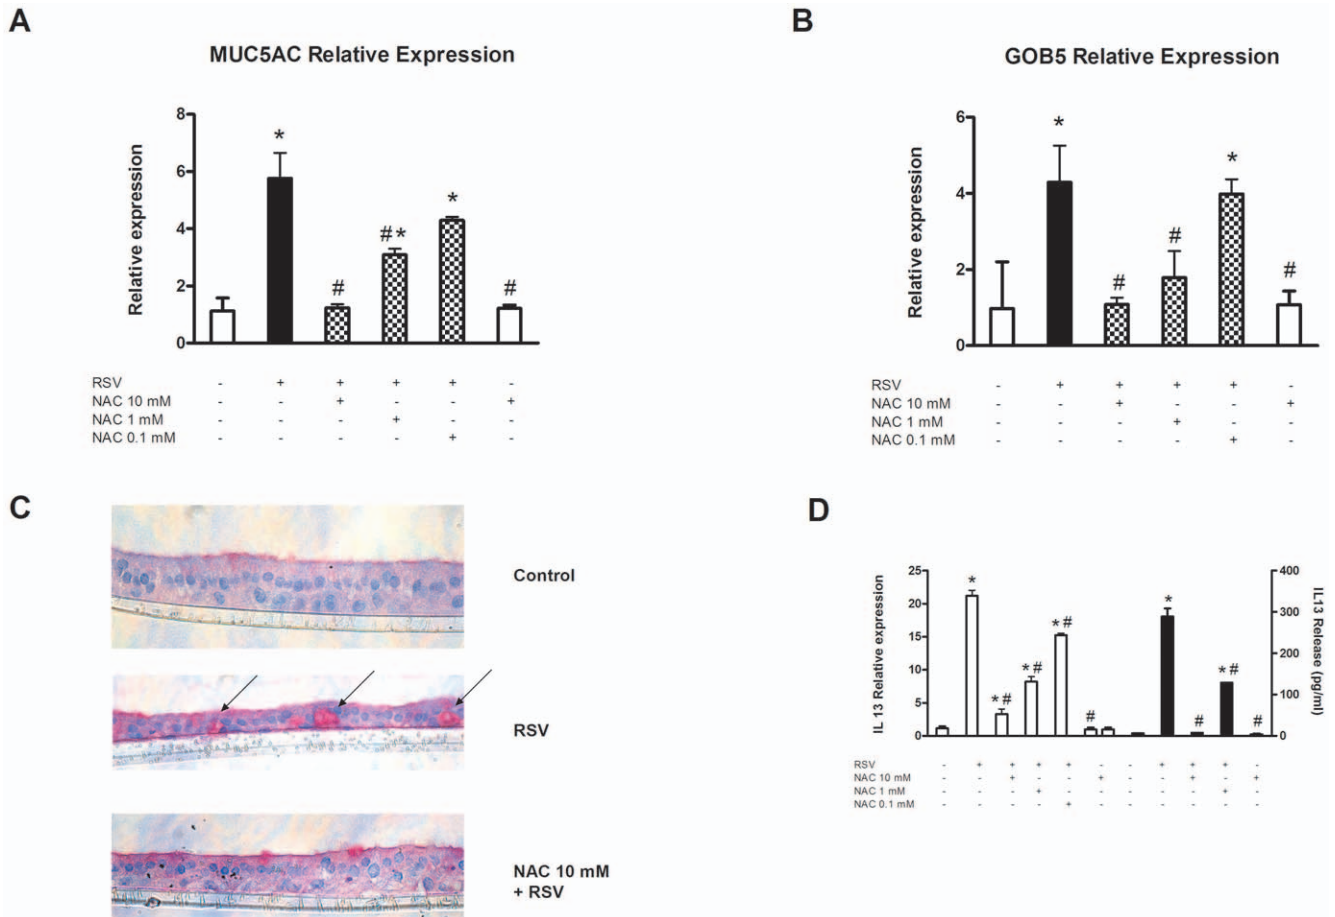 A
MUC5AC Relative Expression
Relative expression
8
6
4
2
0
*
#
#*
*
#
RSV - + + + + -
NAC 10 mM - - + - - +
NAC 1 mM - - - + - -
NAC 0.1 mM - - - - + -
B
GOB5 Relative Expression
Relative expression
6
4
2
0
*
#
#
*
#
RSV - + + + + -
NAC 10 mM - - + - - +
NAC 1 mM - - - + - -
NAC 0.1 mM - - - - + -
C
Control
RSV
NAC 10 mM
+ RSV
D
IL 13 Relative expression
25
20
15
10
5
0
*
*#
*#
*#
#
*
#
*#
#
400
300
200
100
0
IL13 Release (pg/ml)
RSV - + + + + - - + + + -
NAC 10 mM - - + - - + - - + - +
NAC 1 mM - - - + - - - - - + -
NAC 0.1 mM - - - - + - - - - - -